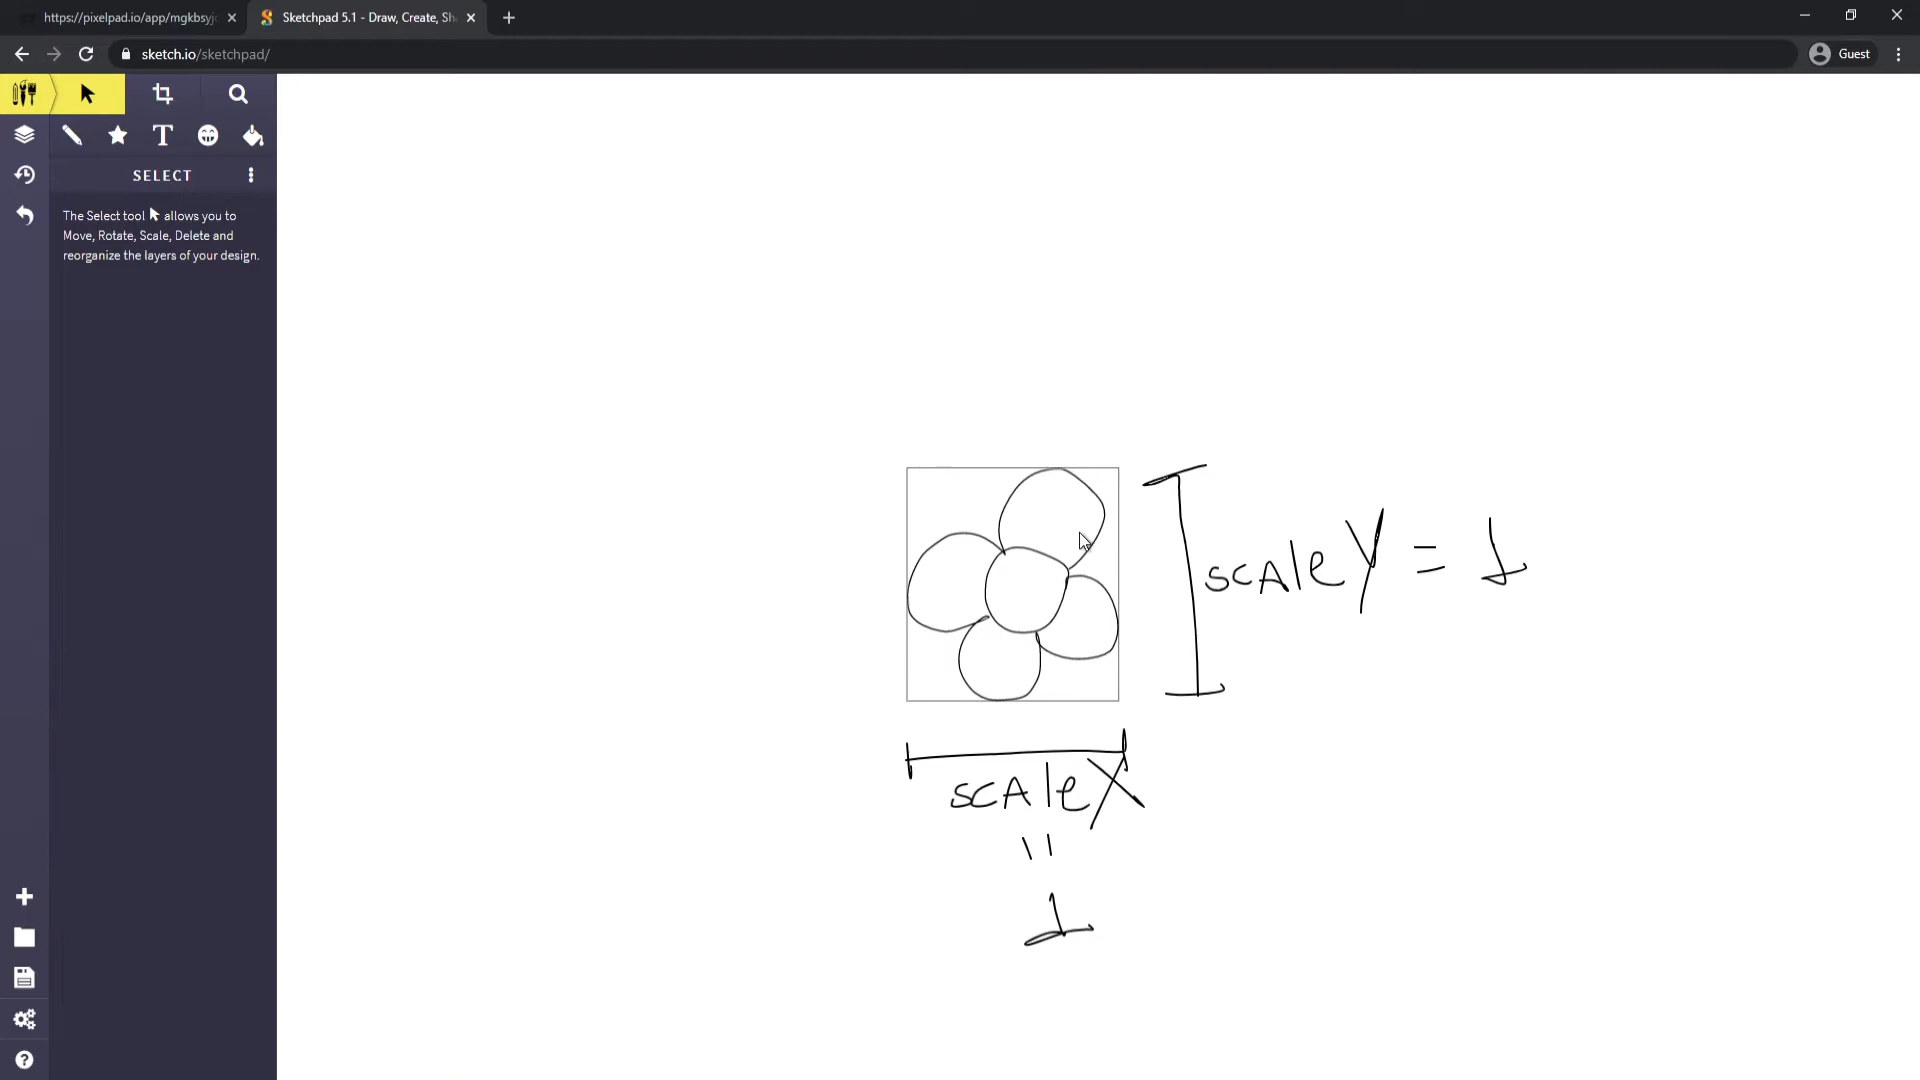 https://pixelpad.io/app/mgkbsyj
Sketchpad 5.1 - Draw, Create, Sh
sketch.io/sketchpad/
Guest
T
SELECT
The Select tool allows you to
Move, Rotate, Scale, Delete and
reorganize the layers of your design.
scAleY = 1
scAleX
=
1